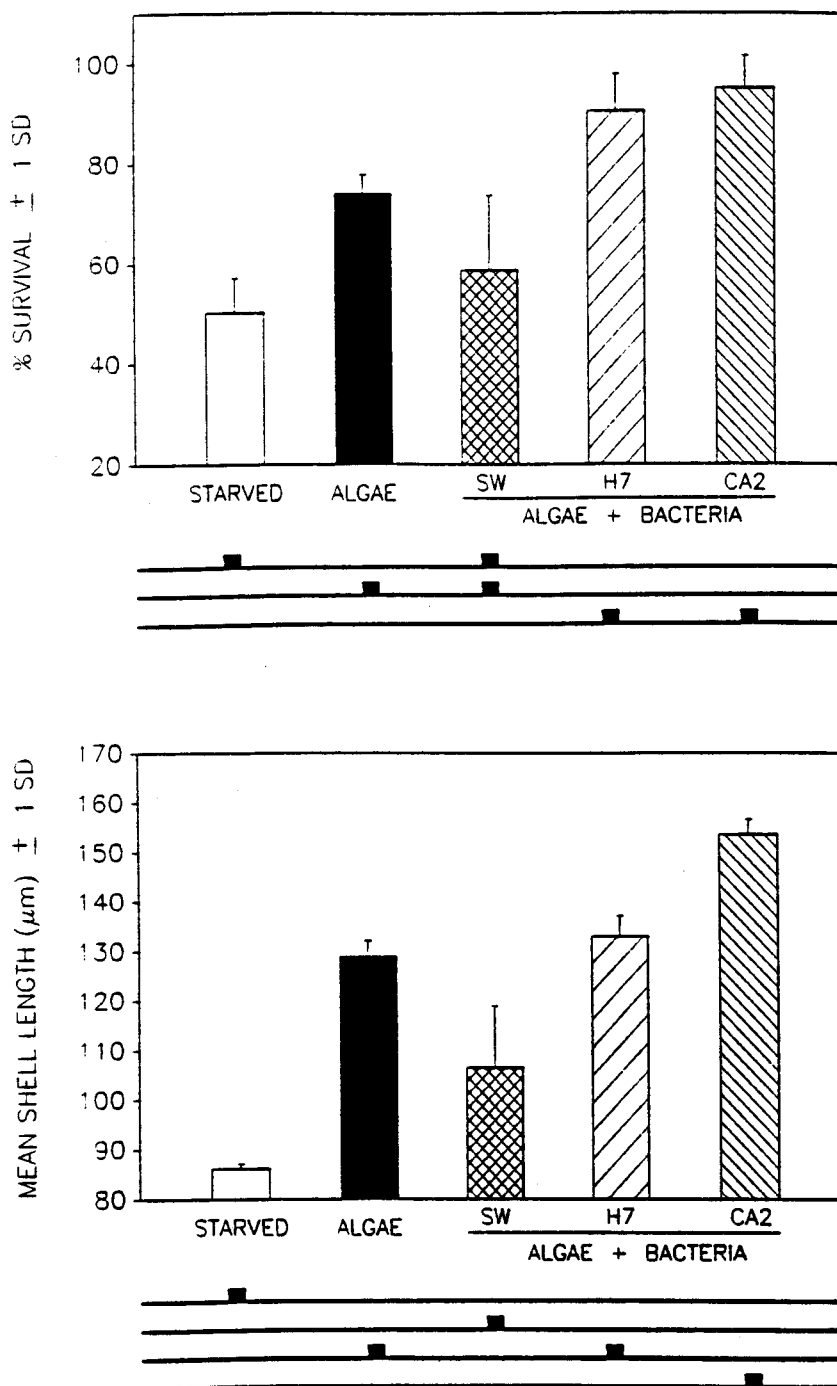 % SURVIVAL ± 1 SD
100
80
60
40
20
STARVED ALGAE SW H7 CA2
ALGAE + BACTERIA
MEAN SHELL LENGTH (μm) ± 1 SD
170
160
150
140
130
120
110
100
90
80
STARVED ALGAE SW H7 CA2
ALGAE + BACTERIA